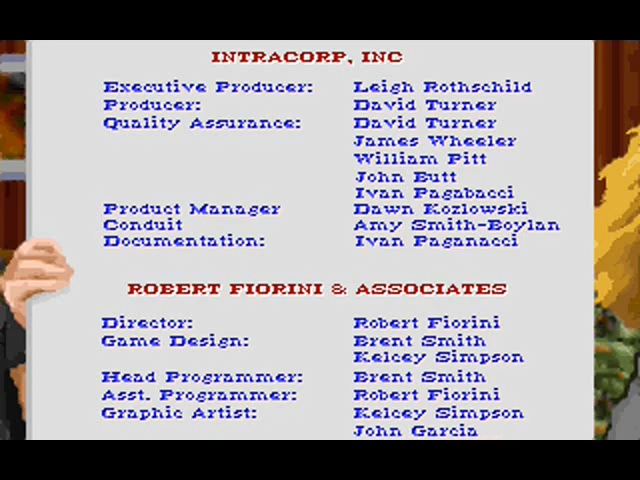 INTRACORP, INC
Executive Producer: Leigh Rothschild
Producer: David Turner
Quality Assurance: David Turner
James Wheeler
William Pitt
John Butt
Ivan Pagabacci
Product Manager Dawn Kozlowski
Conduit Amy Smith-Boylan
Documentation: Ivan Paganacci
ROBERT FIORINI & ASSOCIATES
Director: Robert Fiorini
Game Design: Brent Smith
Kelcey Simpson
Head Programmer: Brent Smith
Asst. Programmer: Robert Fiorini
Graphic Artist: Kelcey Simpson
John Garcia